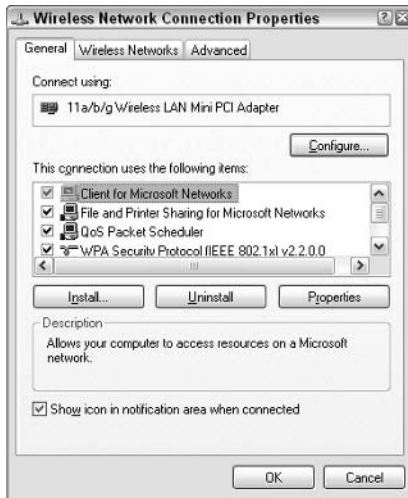 Wireless Network Connection Properties
General Wireless Networks Advanced
Connect using:
11a/b/g Wireless LAN Mini PCI Adapter
Configure...
This connection uses the following items:
Client for Microsoft Networks
File and Printer Sharing for Microsoft Networks
QoS Packet Scheduler
WPA Security Protocol (IEEE 802.1x) v2.2.0.0
Install... Uninstall Properties
Description
Allows your computer to access resources on a Microsoft
network.
Show icon in notification area when connected
OK Cancel